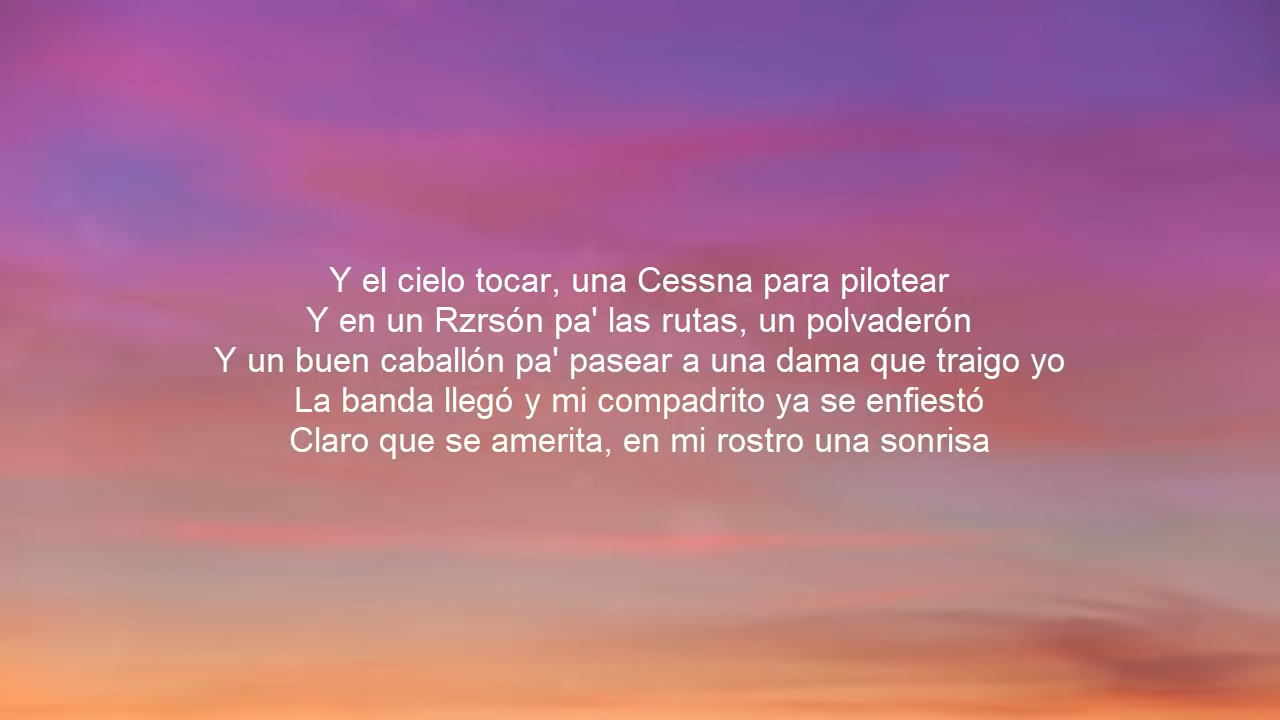 Y el cielo tocar, una Cessna para pilotear
Y en un Rzrsón pa' las rutas, un polvaderón
Y un buen caballón pa' pasear a una dama que traigo yo
La banda llegó y mi compadrito ya se enfiestó
Claro que se amerita, en mi rostro una sonrisa